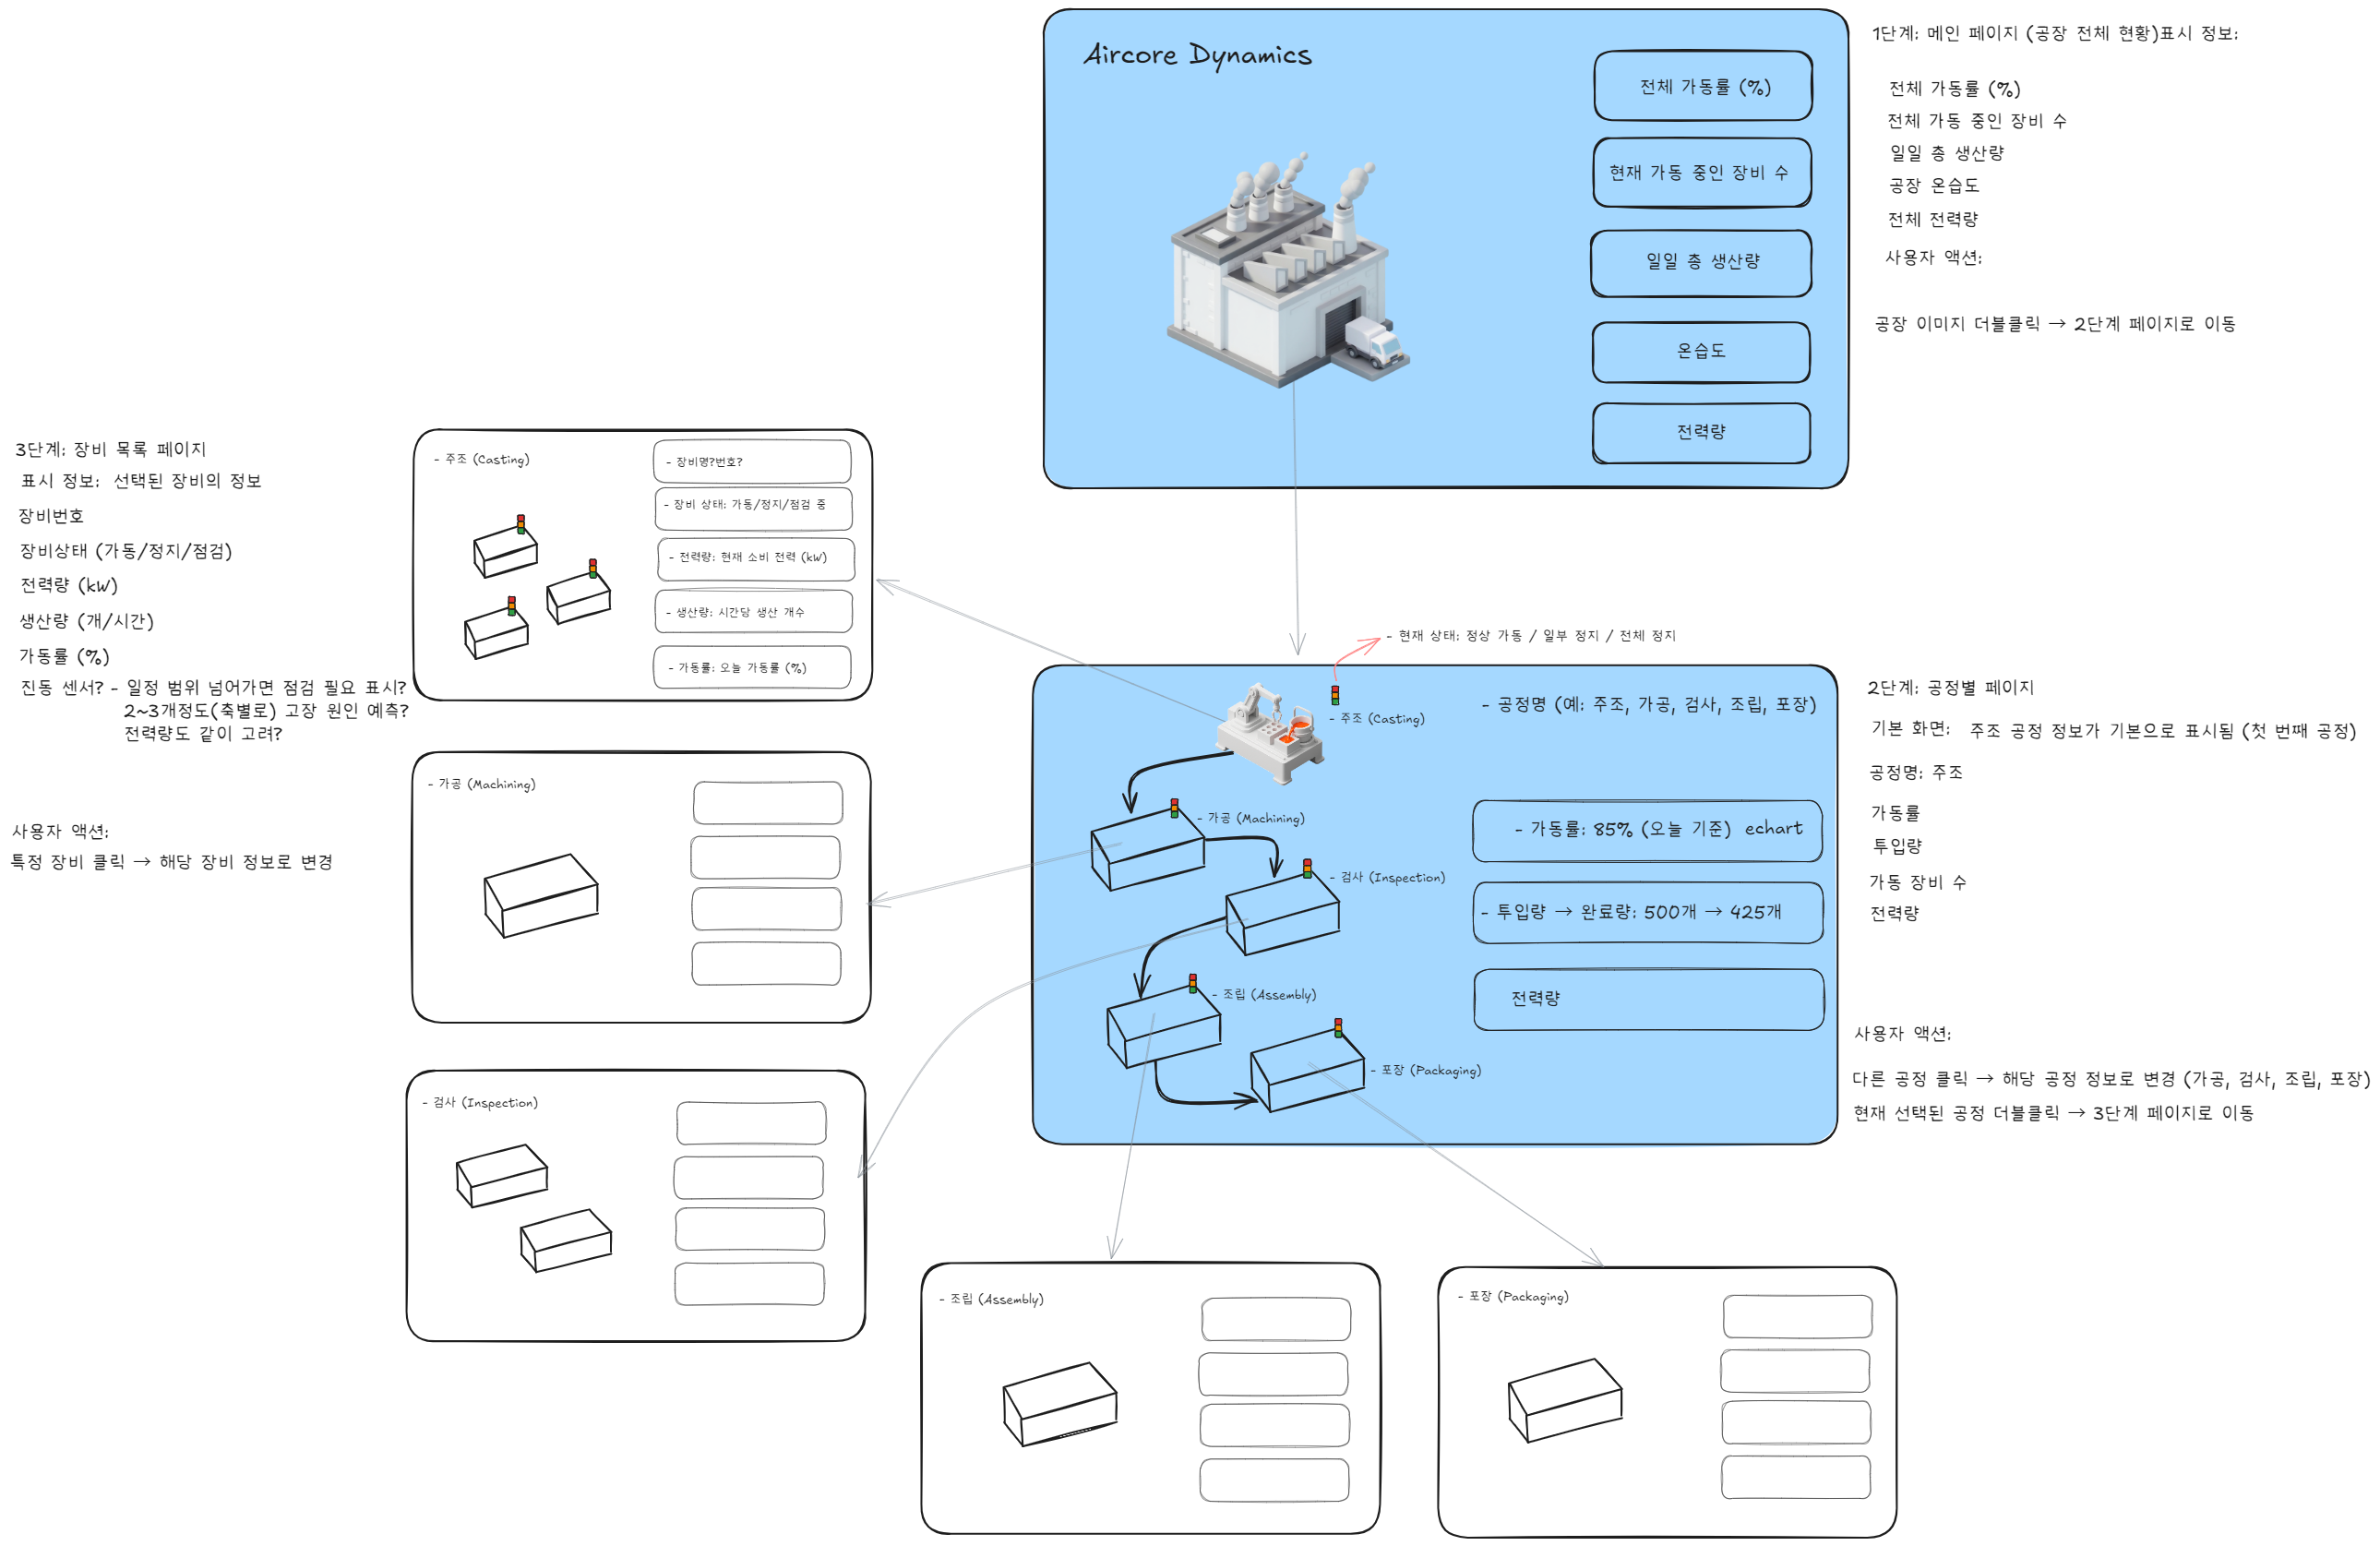 Aircore Dynamics
전체 가동률 (%)
현재 가동 중인 장비 수
일일 총 생산량
온습도
전력량
1단계: 메인 페이지 (공장 전체 현황)표시 정보:
전체 가동률 (%)
전체 가동 중인 장비 수
일일 총 생산량
공장 온습도
전체 전력량
사용자 액션:
공장 이미지 더블클릭 → 2단계 페이지로 이동
3단계: 장비 목록 페이지
표시 정보: 선택된 장비의 정보
장비번호
장비상태 (가동/정지/점검)
전력량 (kW)
생산량 (개/시간)
가동률 (%)
진동 센서? - 일정 범위 넘어가면 점검 필요 표시?
2~3개정도(축별로) 고장 원인 예측?
전력량도 같이 고려?
사용자 액션:
특정 장비 클릭 → 해당 장비 정보로 변경
- 주조 (Casting)
- 장비명?번호?
- 장비 상태: 가동/정지/점검 중
- 전력량: 현재 소비 전력 (kW)
- 생산량: 시간당 생산 개수
- 가동률: 오늘 가동률 (%)
- 가공 (Machining)
- 검사 (Inspection)
- 현재 상태: 정상 가동 / 일부 정지 / 전체 정지
- 주조 (Casting)
- 공정명 (예: 주조, 가공, 검사, 조립, 포장)
- 가공 (Machining)
- 가동률: 85% (오늘 기준) echart
- 검사 (Inspection)
- 투입량 → 완료량: 500개 → 425개
- 조립 (Assembly)
전력량
- 포장 (Packaging)
2단계: 공정별 페이지
기본 화면: 주조 공정 정보가 기본으로 표시됨 (첫 번째 공정)
공정명: 주조
가동률
투입량
가동 장비 수
전력량
사용자 액션:
다른 공정 클릭 → 해당 공정 정보로 변경 (가공, 검사, 조립, 포장)
현재 선택된 공정 더블클릭 → 3단계 페이지로 이동
- 조립 (Assembly)
- 포장 (Packaging)